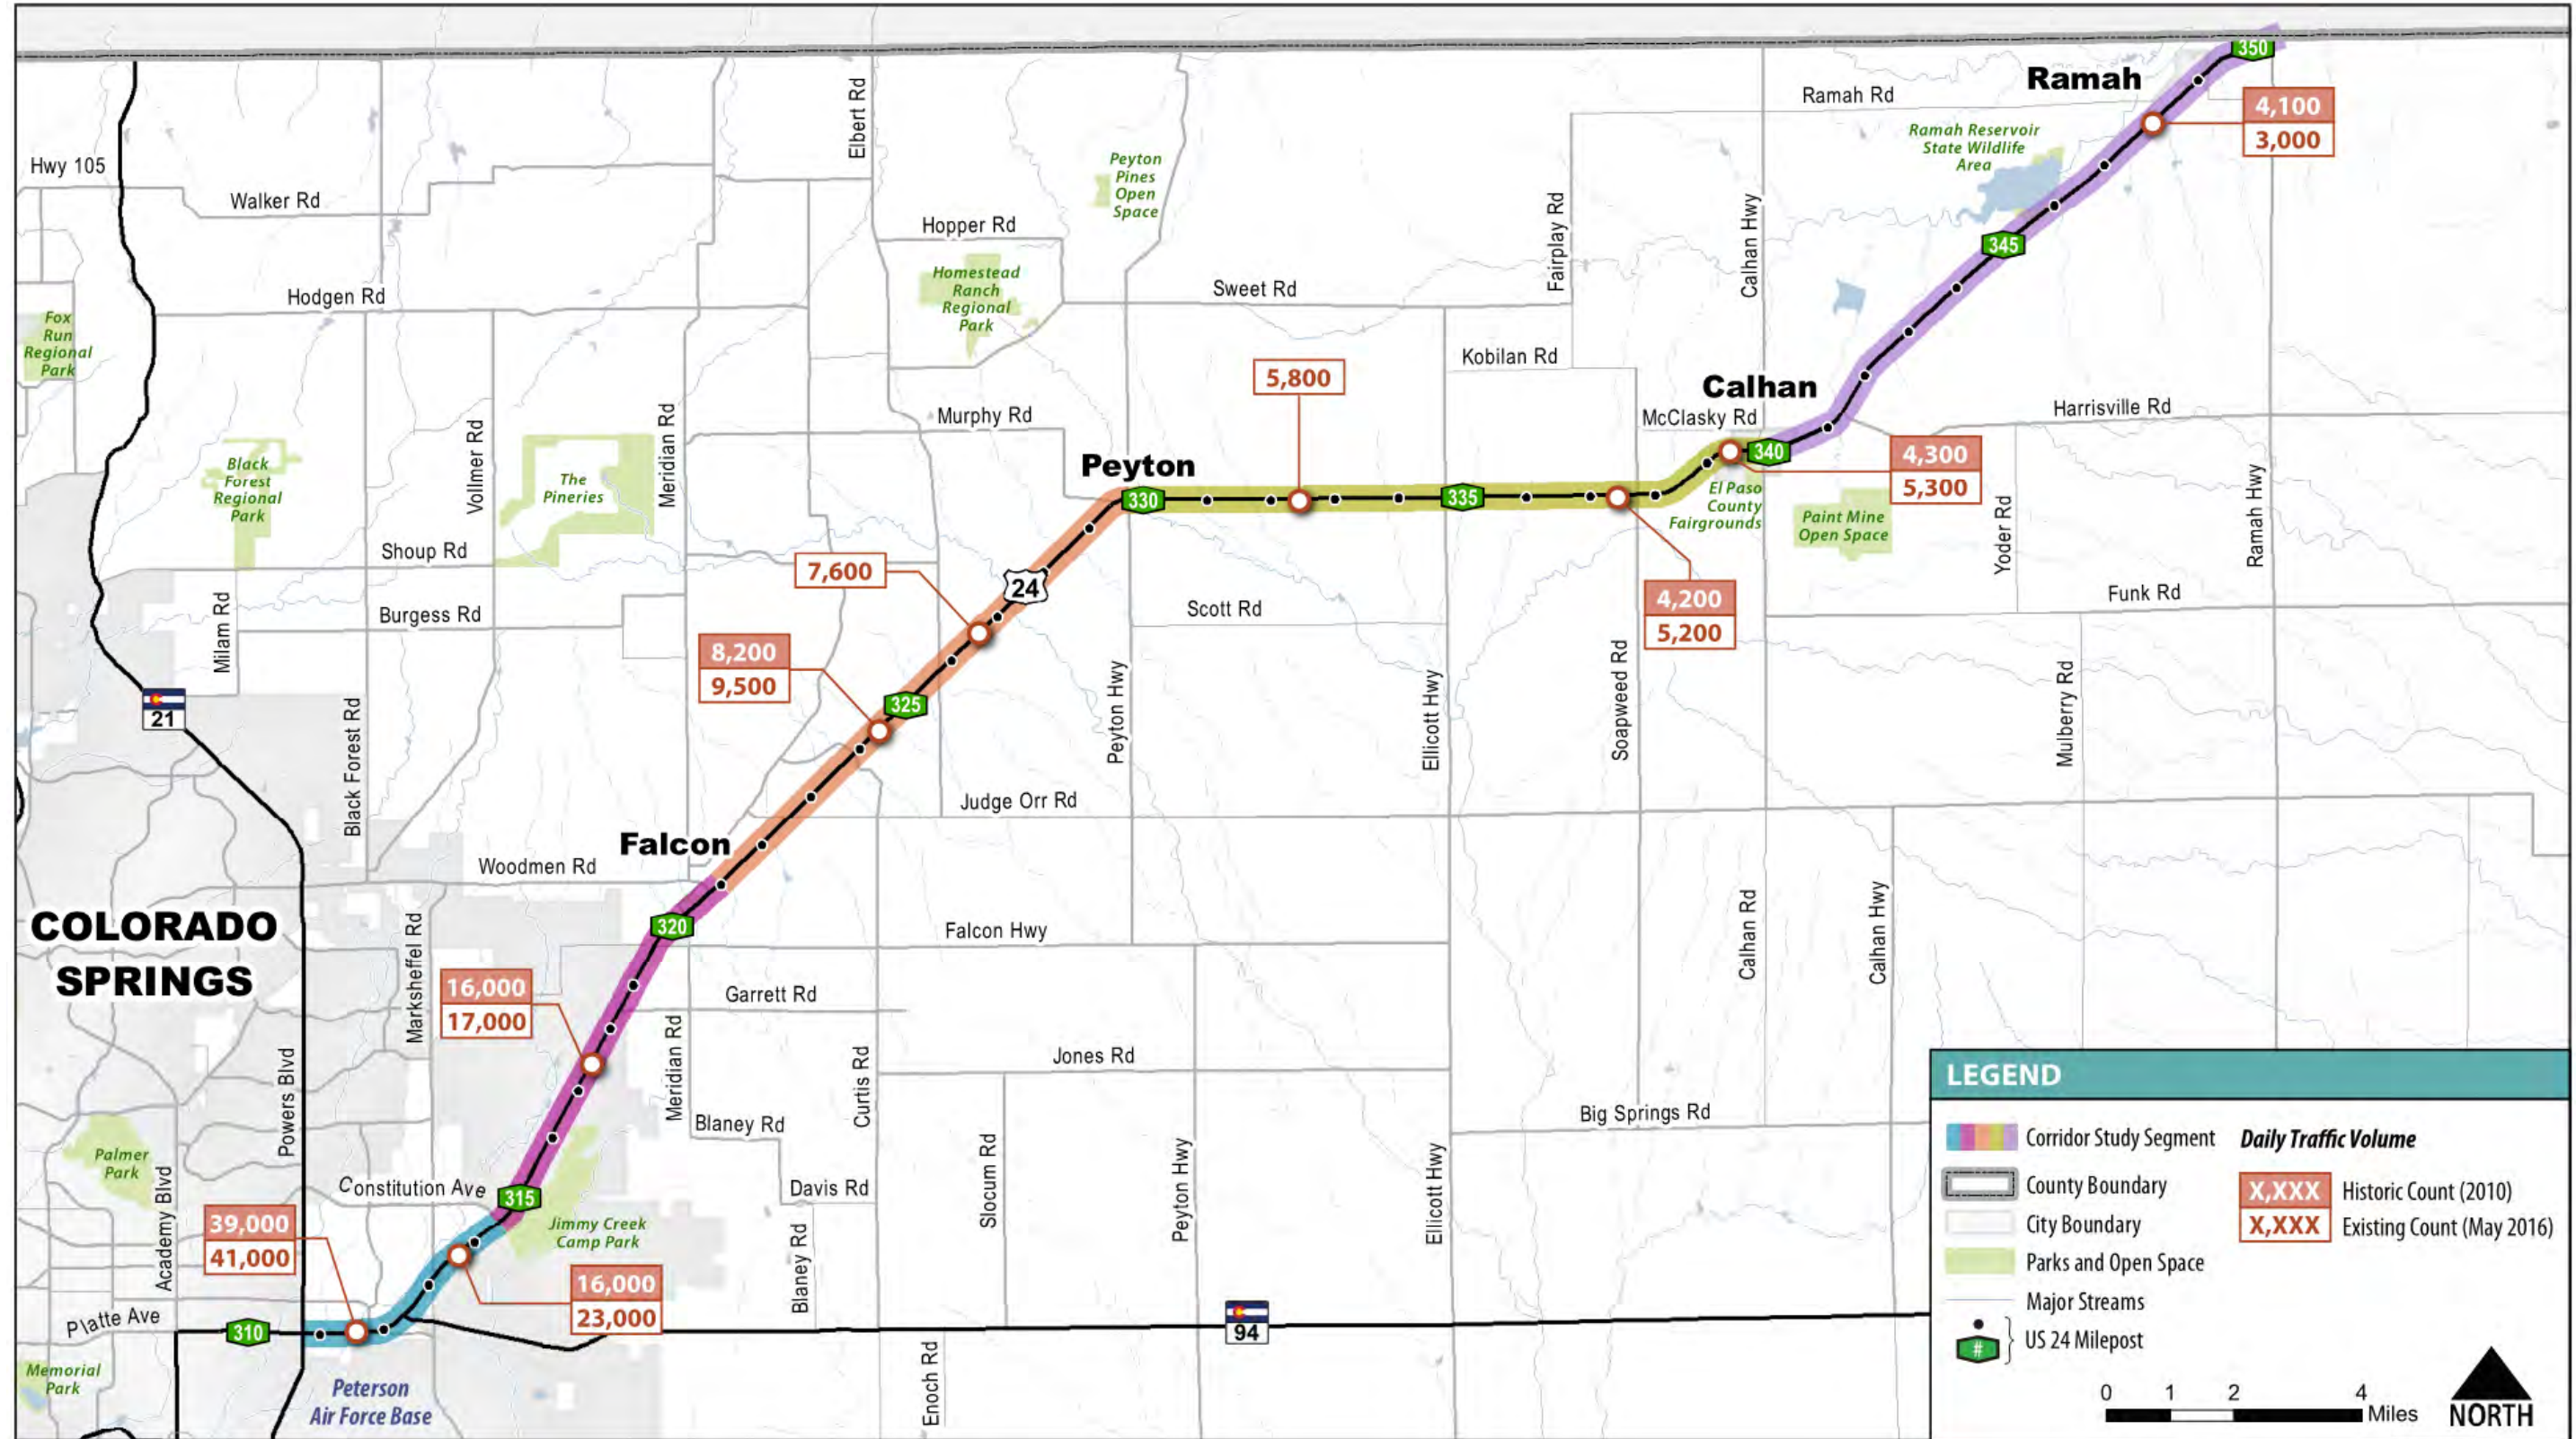 350
Ramah
Ramah Rd
4,100
3,000
Elbert Rd
Ramah Reservoir
State Wildlife
Area
Peyton
Pines
Open
Space
Hwy 105
Walker Rd
Fairplay Rd
Calhan Hwy
Hopper Rd
345
Homestead
Ranch
Regional
Park
Sweet Rd
Hodgen Rd
Fox
Run
Regional
Park
Kobilan Rd
5,800
Calhan
McClasky Rd
Harrisville Rd
Murphy Rd
Meridian Rd
Vollmer Rd
Black
Forest
Regional
Park
The
Pineries
Peyton
330
335
340
4,300
5,300
El Paso
County
Fairgrounds
Paint Mine
Open Space
Yoder Rd
Ramah Hwy
Shoup Rd
7,600
24
4,200
5,200
Funk Rd
Scott Rd
Burgess Rd
Milam Rd
8,200
9,500
325
Peyton Hwy
Ellicott Hwy
Soapweed Rd
Mulberry Rd
21
Black Forest Rd
Judge Orr Rd
Falcon
Woodmen Rd
COLORADO
SPRINGS
320
Falcon Hwy
Marksheffel Rd
Calhan Rd
Calhan Hwy
16,000
17,000
Garrett Rd
Meridian Rd
Curtis Rd
Jones Rd
Powers Blvd
Blaney Rd
Big Springs Rd
Palmer
Park
Academy Blvd
Constitution Ave
315
Davis Rd
Slocum Rd
Peyton Hwy
Ellicott Hwy
Jimmy Creek
Camp Park
39,000
41,000
Blaney Rd
16,000
23,000
Platte Ave
310
94
Memorial
Park
Peterson
Air Force Base
Enoch Rd
LEGEND
Corridor Study Segment
County Boundary
City Boundary
Parks and Open Space
Major Streams
#
US 24 Milepost
Daily Traffic Volume
X,XXX Historic Count (2010)
X,XXX Existing Count (May 2016)
0 1 2 4
Miles
NORTH